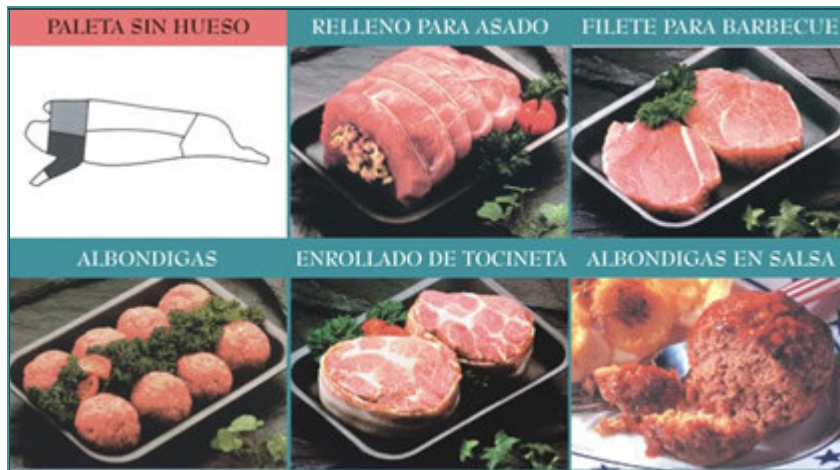 PALETA SIN HUESO
RELLENO PARA ASADO
FILETE PARA BARBECUE
ALBONDIGAS
ENROLLADO DE TOCINETA
ALBONDIGAS EN SALSA